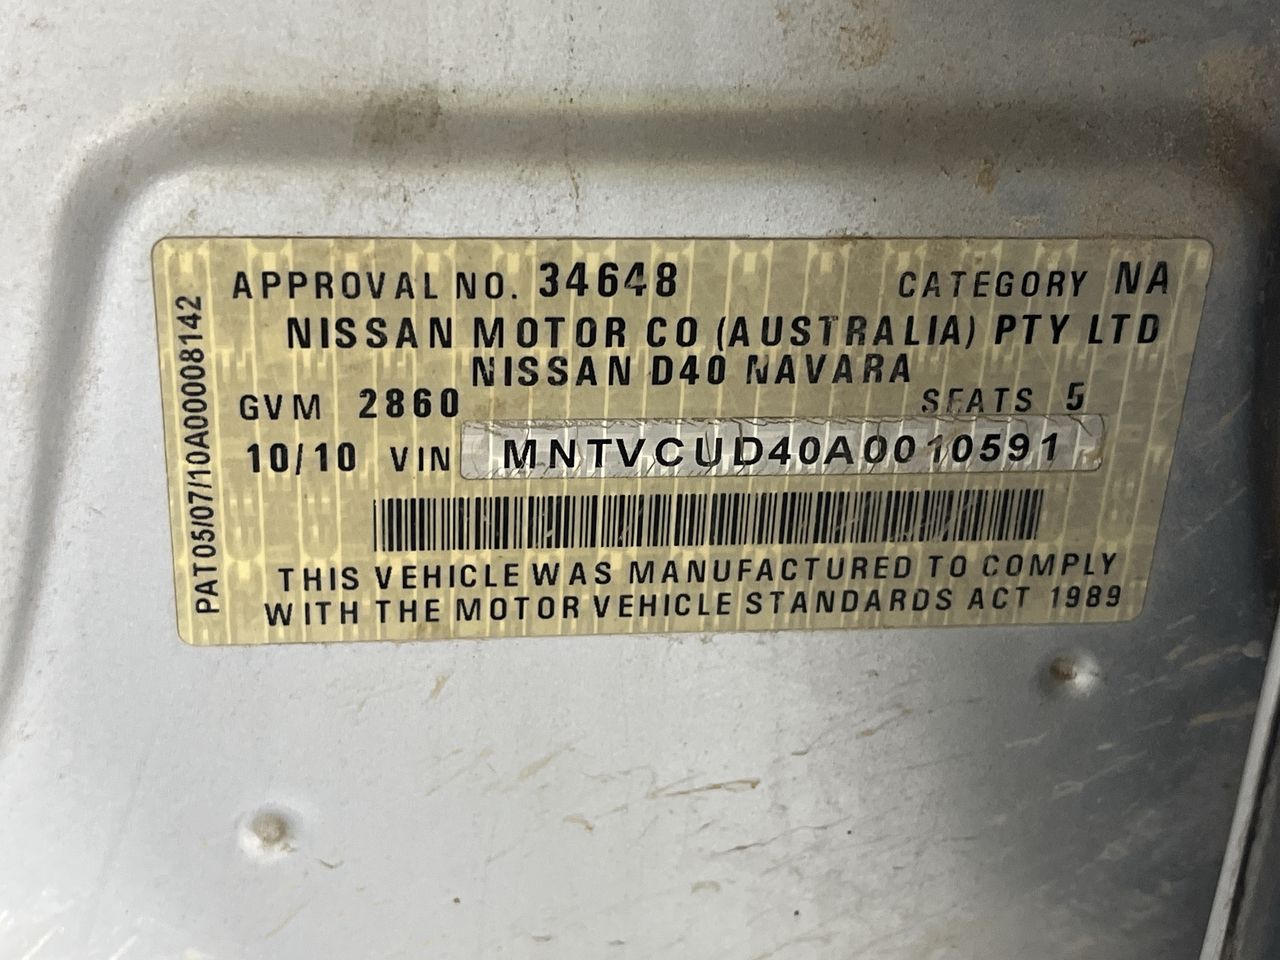 APPROVAL NO. 34648 CATEGORY NA
NISSAN MOTOR CO (AUSTRALIA) PTY LTD
NISSAN D40 NAVARA
GVM 2860 SEATS 5
10/10 VIN MNTVCUD40A0010591
THIS VEHICLE WAS MANUFACTURED TO COMPLY
WITH THE MOTOR VEHICLE STANDARDS ACT 1989
PAT05/07/10A00008142